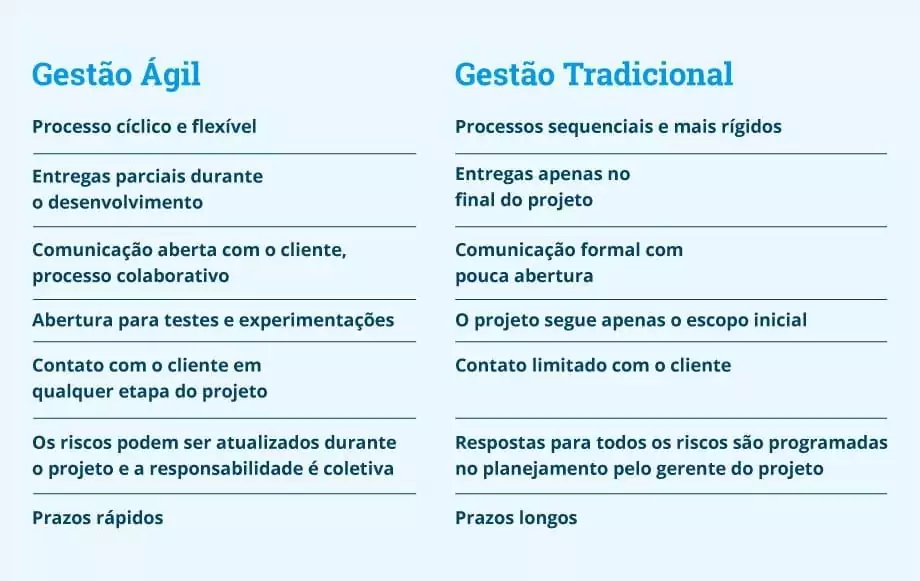 Gestão Ágil
Processo cíclico e flexível
Entregas parciais durante
o desenvolvimento
Comunicação aberta com o cliente,
processo colaborativo
Abertura para testes e experimentações
Contato com o cliente em
qualquer etapa do projeto
Os riscos podem ser atualizados durante
o projeto e a responsabilidade é coletiva
Prazos rápidos
Gestão Tradicional
Processos sequenciais e mais rígidos
Entregas apenas no
final do projeto
Comunicação formal com
pouca abertura
O projeto segue apenas o escopo inicial
Contato limitado com o cliente
Respostas para todos os riscos são programadas
no planejamento pelo gerente do projeto
Prazos longos